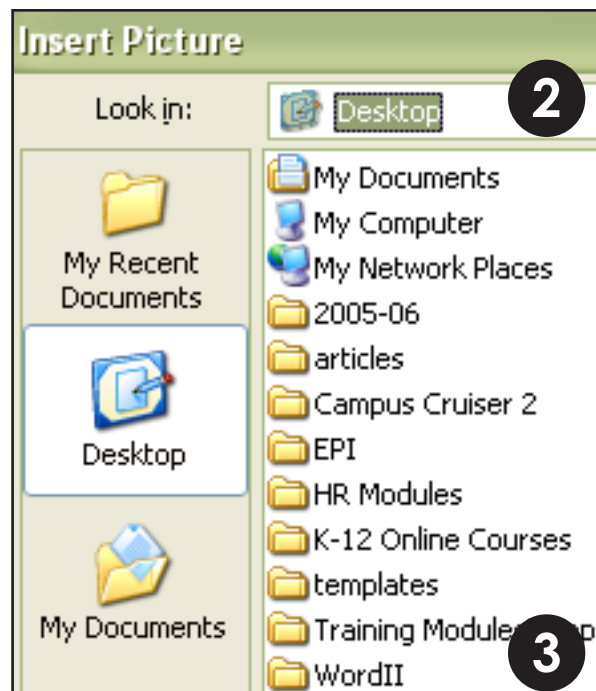 Insert Picture
Look in:
Desktop
2
My Recent
Documents
Desktop
My Documents
My Documents
My Computer
My Network Places
2005-06
articles
Campus Cruiser 2
EPI
HR Modules
K-12 Online Courses
templates
Training
WordII
3